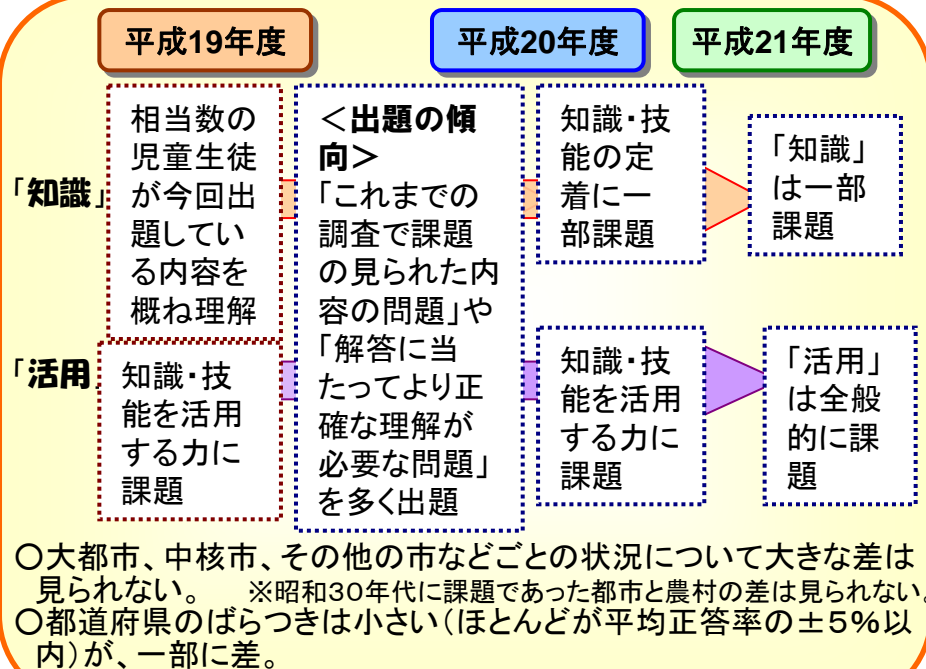 平成19年度
平成20年度
平成21年度
「知識」
相当数の
児童生徒
が今回出
題してい
る内容を
概ね理解
＜出題の傾
向＞
「これまでの
調査で課題
の見られた内
容の問題」や
「解答に当
たってより正
確な理解が
必要な問題」
を多く出題
知識・技
能の定
着に一
部課題
「知識」
は一部
課題
「活用」
知識・技
能を活用
する力に
課題
知識・技
能を活用
する力に
課題
「活用」
は全般
的に課
題
○大都市、中核市、その他の市などごとの状況について大きな差は
見られない。　※昭和30年代に課題であった都市と農村の差は見られない。
○都道府県のばらつきは小さい（ほとんどが平均正答率の±5％以
内）が、一部に差。